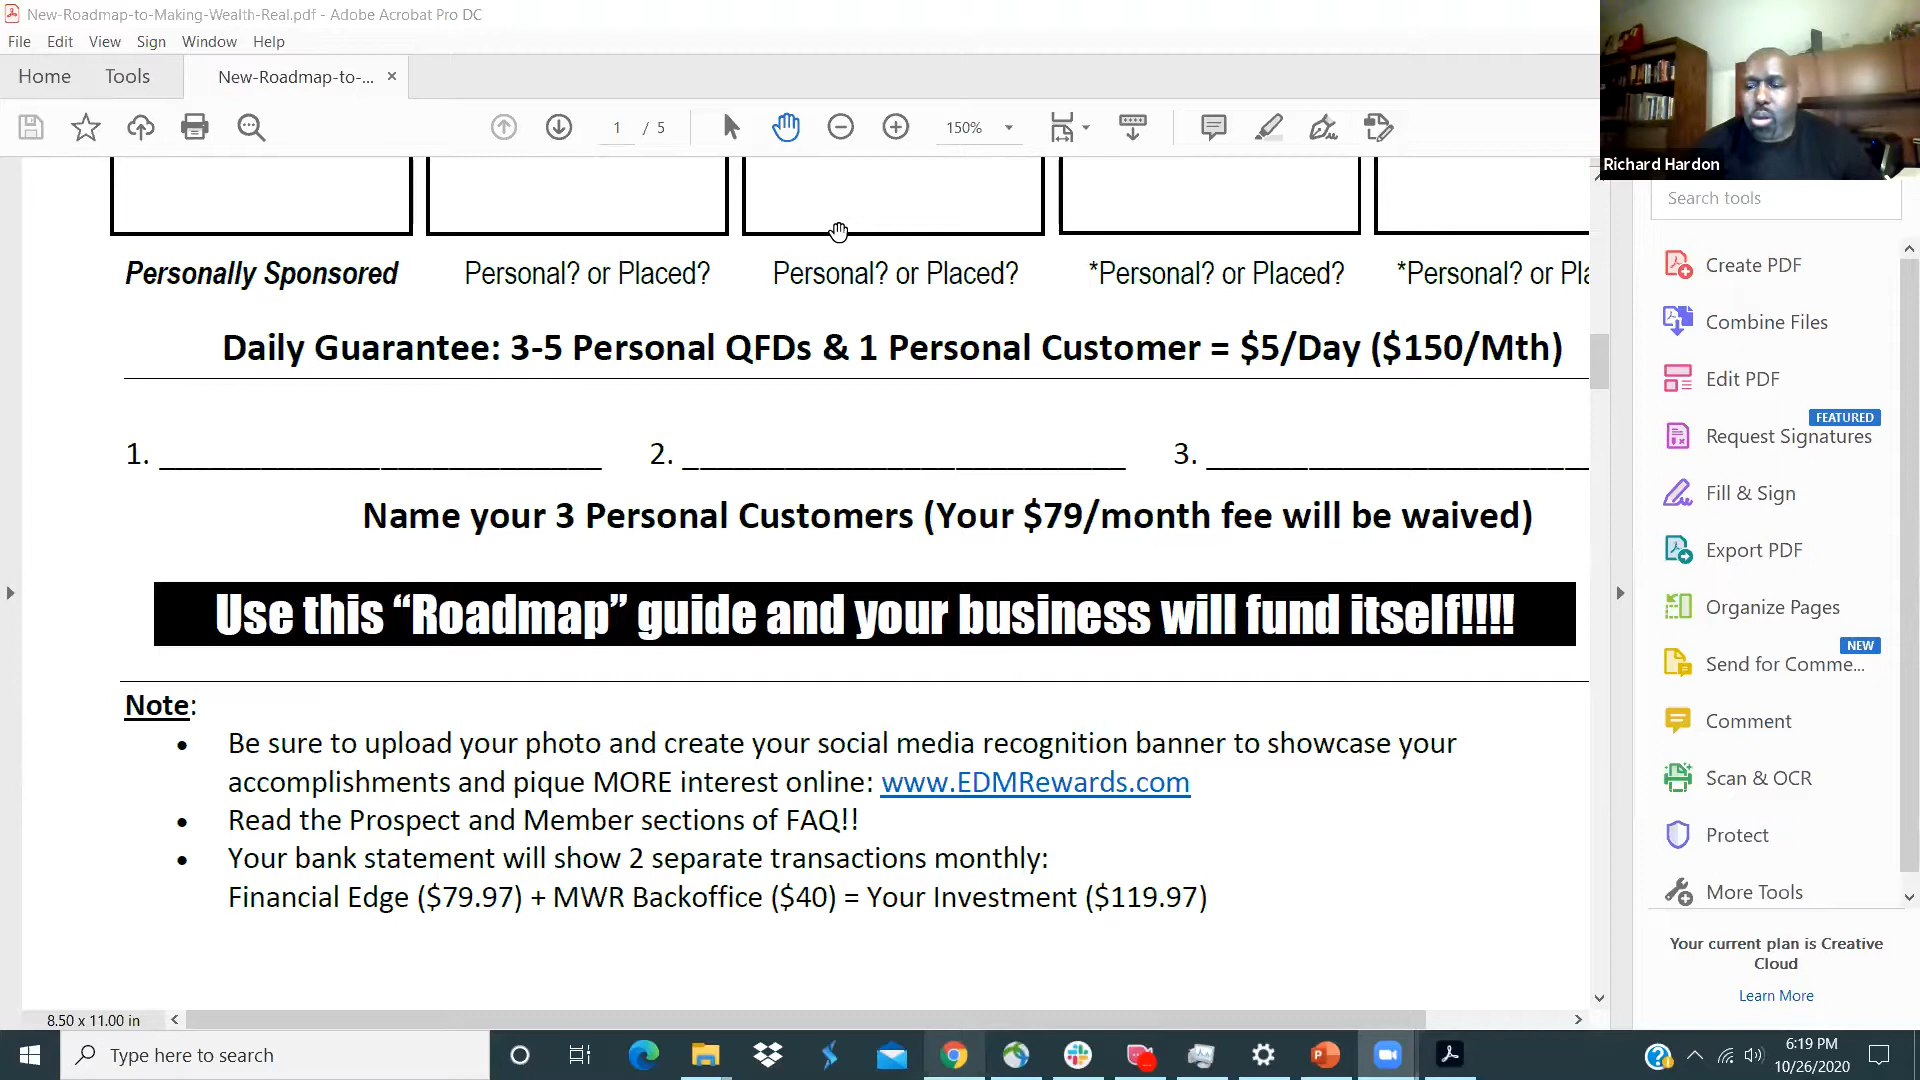 New-Roadmap-to-Making-Wealth-Real.pdf - Adobe Acrobat Pro DC
File Edit View Sign Window Help
Home Tools New-Roadmap-to-... ×
1 / 5 150%
Richard Hardon
Search tools
Personally Sponsored Personal? or Placed? Personal? or Placed? *Personal? or Placed? *Personal? or Pla
Daily Guarantee: 3-5 Personal QFDs & 1 Personal Customer = $5/Day ($150/Mth)
1. __________________________ 2. __________________________ 3. ______________________
Name your 3 Personal Customers (Your $79/month fee will be waived)
Use this “Roadmap” guide and your business will fund itself!!!!
Note:
• Be sure to upload your photo and create your social media recognition banner to showcase your
accomplishments and pique MORE interest online: www.EDMRewards.com
• Read the Prospect and Member sections of FAQ!!
• Your bank statement will show 2 separate transactions monthly:
Financial Edge ($79.97) + MWR Backoffice ($40) = Your Investment ($119.97)
8.50 x 11.00 in
Create PDF
Combine Files
Edit PDF
FEATURED
Request Signatures
Fill & Sign
Export PDF
Organize Pages
NEW
Send for Comme...
Comment
Scan & OCR
Protect
More Tools
Your current plan is Creative
Cloud
Learn More
Type here to search
6:19 PM
10/26/2020